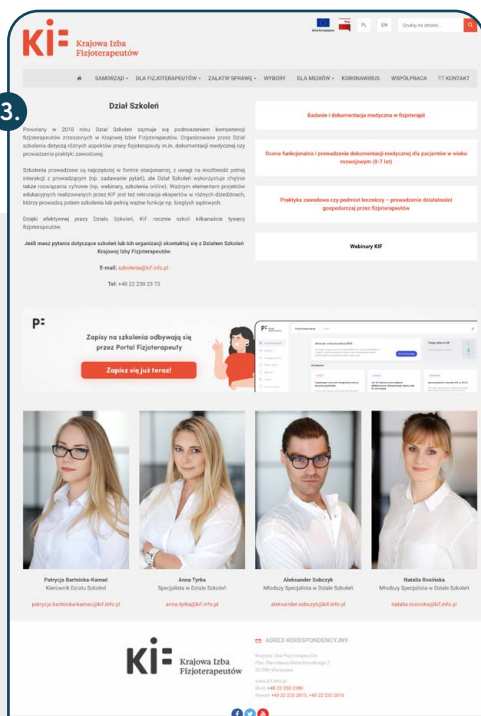 3.
KiF
Krajowa Izba
Fizjoterapeutów
PL
EN
Szukaj na stronie...
SAMORZĄD
DLA FIZJOTERAPEUTÓW
ZAŁATW SPRAWĘ
WYBORY
DLA MEDIÓW
KORONAWIRUS
WSPÓŁPRACA
KONTAKT
Dział Szkoleń
Powołany w 2018 roku Dział Szkoleń zajmuje się podnoszeniem kompetencji
fizjoterapeutów zrzeszonych w Krajowej Izbie Fizjoterapeutów. Organizowane przez Dział
szkolenia dotyczą różnych aspektów pracy fizjoterapeuty m.in. dokumentacji medycznej czy
prowadzenia praktyki zawodowej.
Szkolenia prowadzone są najczęściej w formie stacjonarnej, z uwagi na możliwość pełnej
interakcji z prowadzącym (np. zadawanie pytań), ale Dział Szkoleń wykorzystuje chętnie
także rozwiązania cyfrowe (np. webinary, szkolenia online). Ważnym elementem projektów
edukacyjnych realizowanych przez KIF jest też rekrutacja ekspertów w różnych dziedzinach,
którzy prowadzą potem szkolenia lub pełnią ważne funkcje np. biegłych sądowych.
Dzięki efektywnej pracy Działu Szkoleń, KIF rocznie szkoli kilkanaście tysięcy
fizjoterapeutów.
Jeśli masz pytania dotyczące szkoleń lub ich organizacji skontaktuj się z Działem Szkoleń
Krajowej Izby Fizjoterapeutów
E-mail: szkolenia@kif.info.pl
Tel: +48 22 230 23 73
Badanie i dokumentacja medyczna w fizjoterapii
Ocena funkcjonalna i prowadzenie dokumentacji medycznej dla pacjentów w wieku
rozwojowym (0-7 lat)
Praktyka zawodowa czy podmiot leczniczy – prowadzenie działalności
gospodarczej przez fizjoterapeutów
Webinary KIF
Zapisy na szkolenia odbywają się
przez Portal Fizjoterapeuty
Zapisz się już teraz!
Patrycja Bartnicka-Kamać
Kierownik Działu Szkoleń
patrycja.bartnicka-kamac@kif.info.pl
Anna Tyrka
Specjalista w Dziale Szkoleń
anna.tyrka@kif.info.pl
Aleksander Sobczyk
Młodszy Specjalista w Dziale Szkoleń
aleksander.sobczyk@kif.info.pl
Natalia Rosińska
Młodszy Specjalista w Dziale Szkoleń
natalia.rosinska@kif.info.pl
KiF
Krajowa Izba
Fizjoterapeutów
ADRES KORESPONDENCYJNY
Krajowa Izba Fizjoterapeutów
www.kif.info.pl